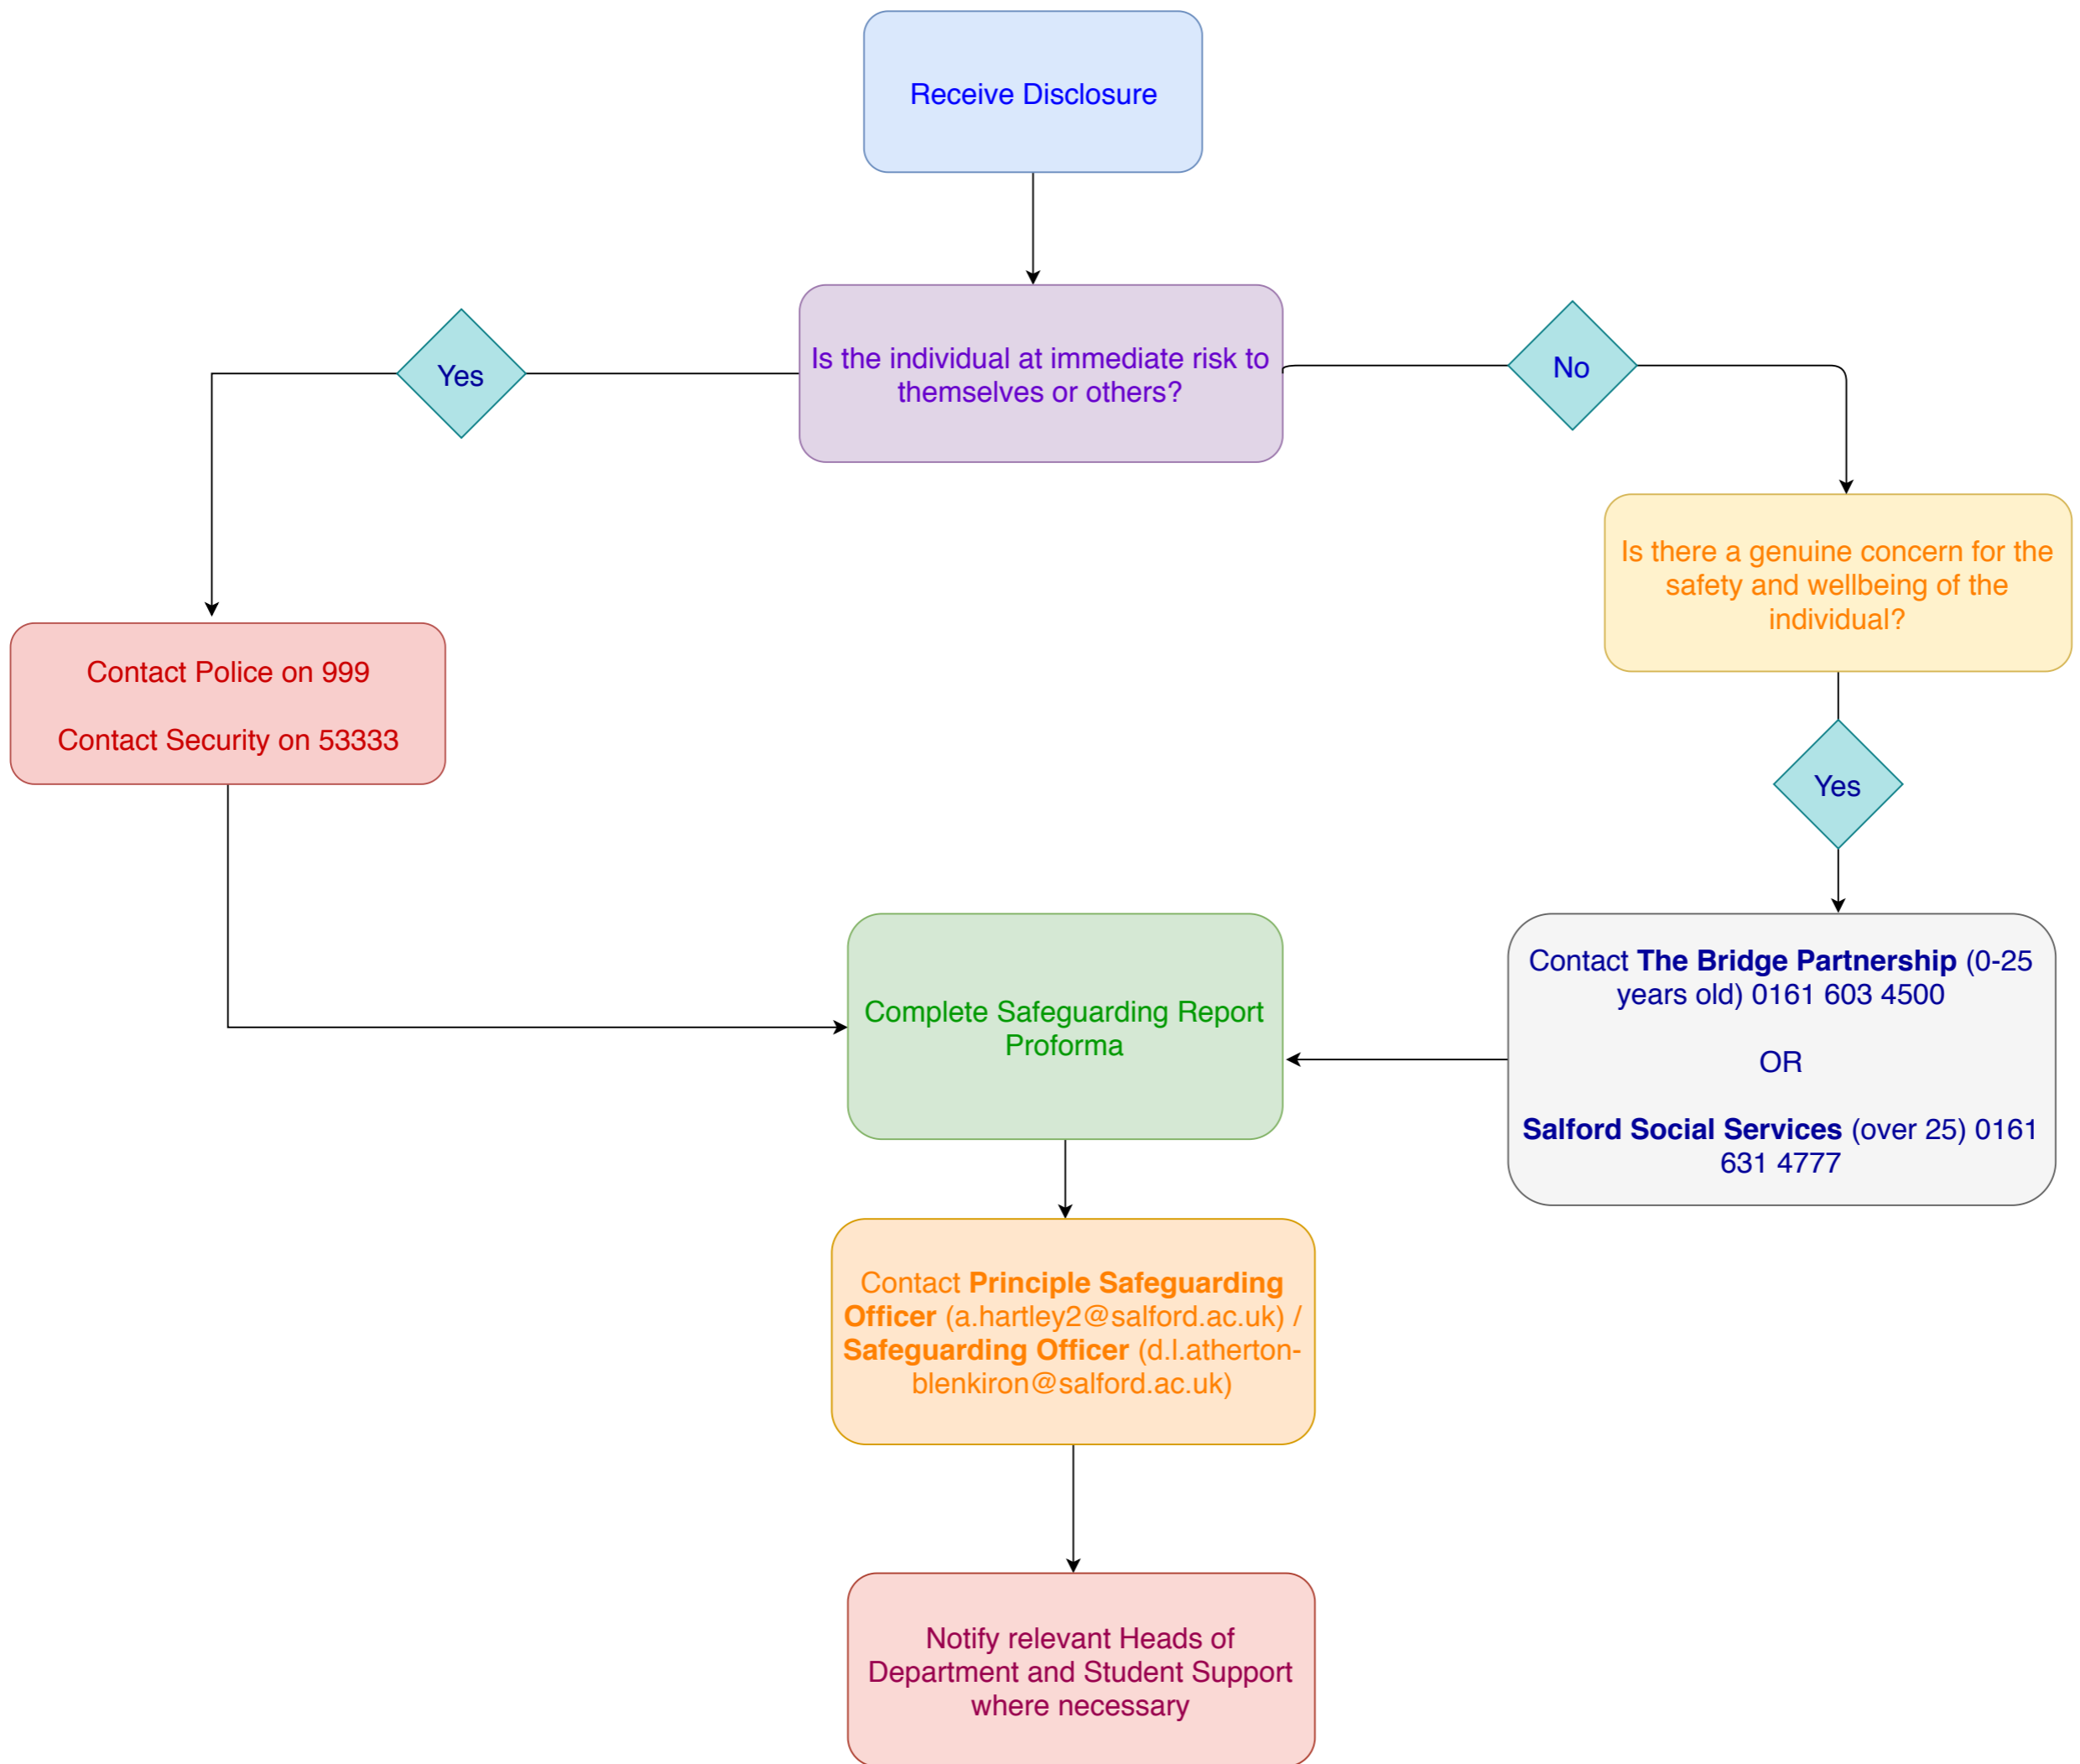 Receive Disclosure
Is the individual at immediate risk to
themselves or others?
Yes
No
Is there a genuine concern for the
safety and wellbeing of the
individual?
Contact Police on 999
Contact Security on 53333
Yes
Complete Safeguarding Report
Proforma
Contact The Bridge Partnership (0-25
years old) 0161 603 4500
OR
Salford Social Services (over 25) 0161
631 4777
Contact Principle Safeguarding
Officer (a.hartley2@salford.ac.uk) /
Safeguarding Officer (d.l.atherton-
blenkiron@salford.ac.uk)
Notify relevant Heads of
Department and Student Support
where necessary